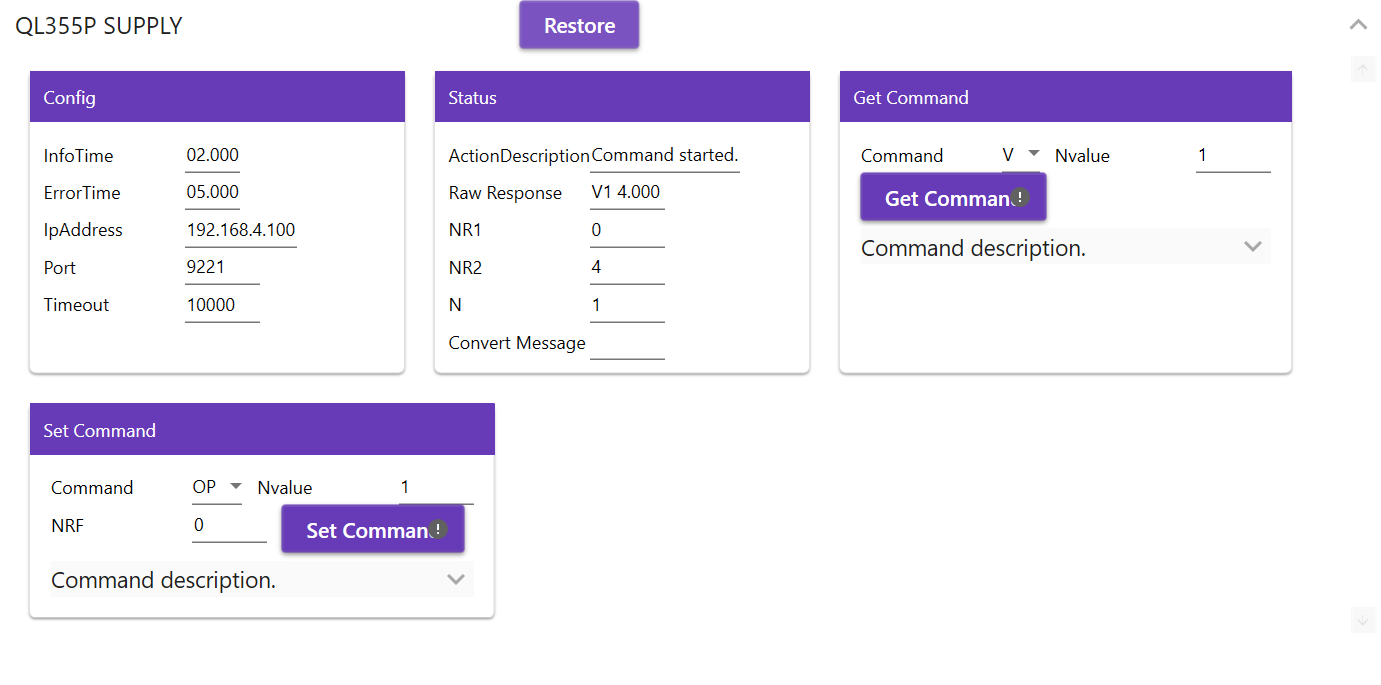 QL355P SUPPLY
Restore
Config
InfoTime 02.000
ErrorTime 05.000
IpAddress 192.168.4.100
Port 9221
Timeout 10000
Status
ActionDescription Command started.
Raw Response V1 4.000
NR1 0
NR2 4
N 1
Convert Message
Get Command
Command V Nvalue 1
Get Comman
Command description.
Set Command
Command OP Nvalue 1
NRF 0
Set Comman
Command description.